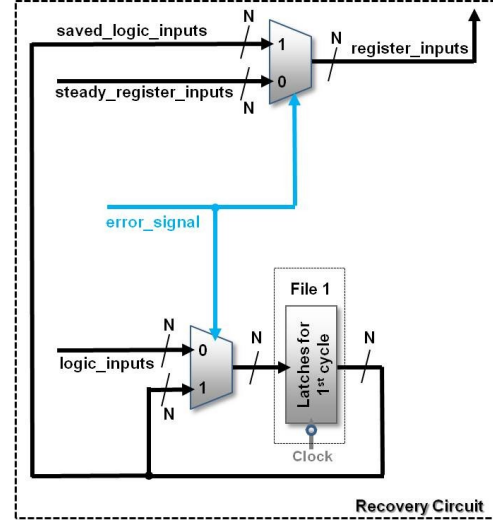 saved_logic_inputs
N
1
N
register_inputs
0
steady_register_inputs
N
error_signal
File 1
N
0
N
N
logic_inputs
1
N
Latches for
1st cycle
Clock
Recovery Circuit